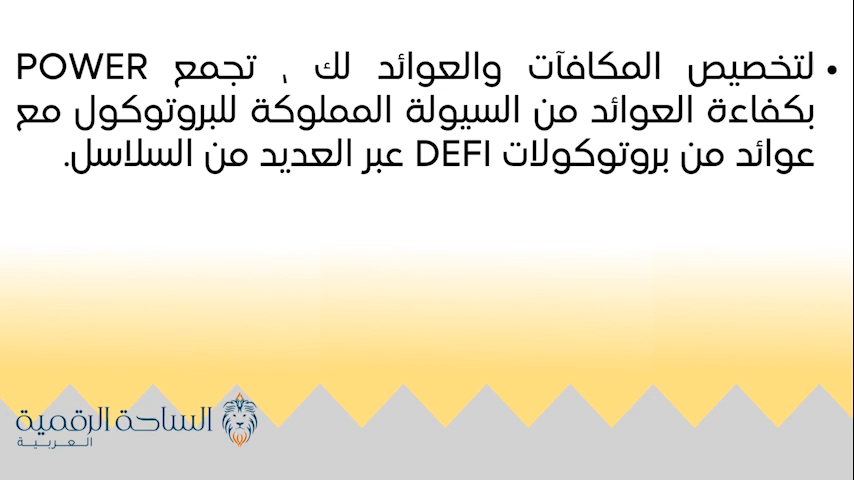 • لتخصيص المكافآت والعوائد لك , تجمع POWER
بكفاءة العوائد من السيولة المملوكة للبروتوكول مع
عوائد من بروتوكولات DEFI عبر العديد من السلاسل.
الساحة الرقمية
العربية